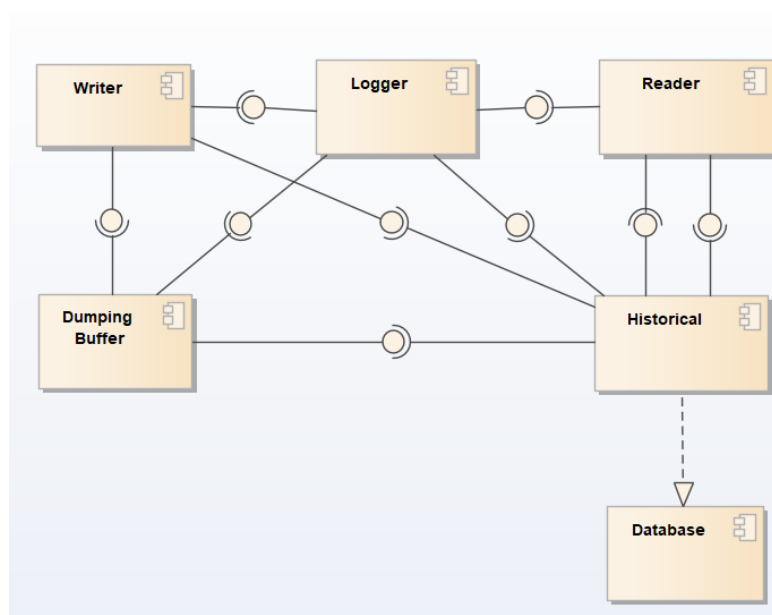 Writer
Logger
Reader
Dumping
Buffer
Historical
Database